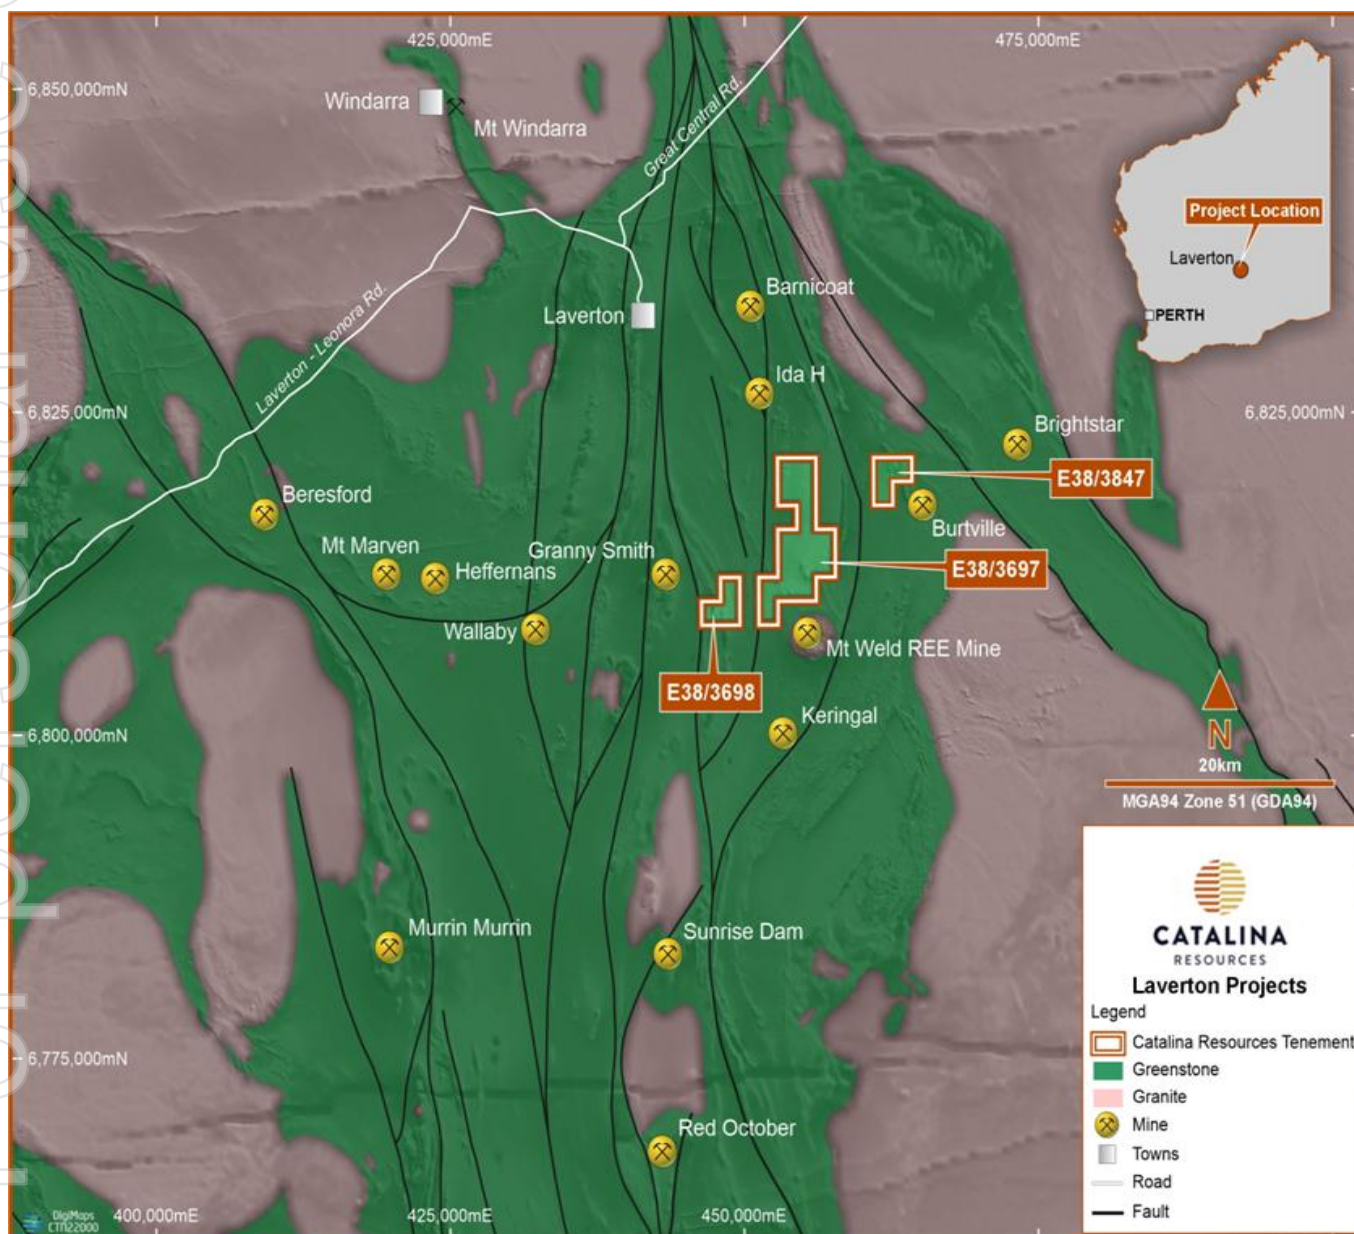 425,000mE
475,000mE
6,850,000mN
Windarra
Mt Windarra
Great Central Rd.
Project Location
Laverton
PERTH
Barnicoat
Laverton
Laverton - Leonora Rd.
Ida H
6,825,000mN
6,825,000mN
Brightstar
E38/3847
Beresford
Burtville
Mt Marven
Heffernans
Granny Smith
E38/3697
Wallaby
Mt Weld REE Mine
E38/3698
Keringal
6,800,000mN
N
20km
MGA94 Zone 51 (GDA94)
CATALINA
RESOURCES
Laverton Projects
Legend
Catalina Resources Tenement
Greenstone
Granite
Mine
Towns
Road
Fault
Murrin Murrin
Sunrise Dam
6,775,000mN
Red October
DigiMaps
CTN22000
400,000mE
425,000mE
450,000mE